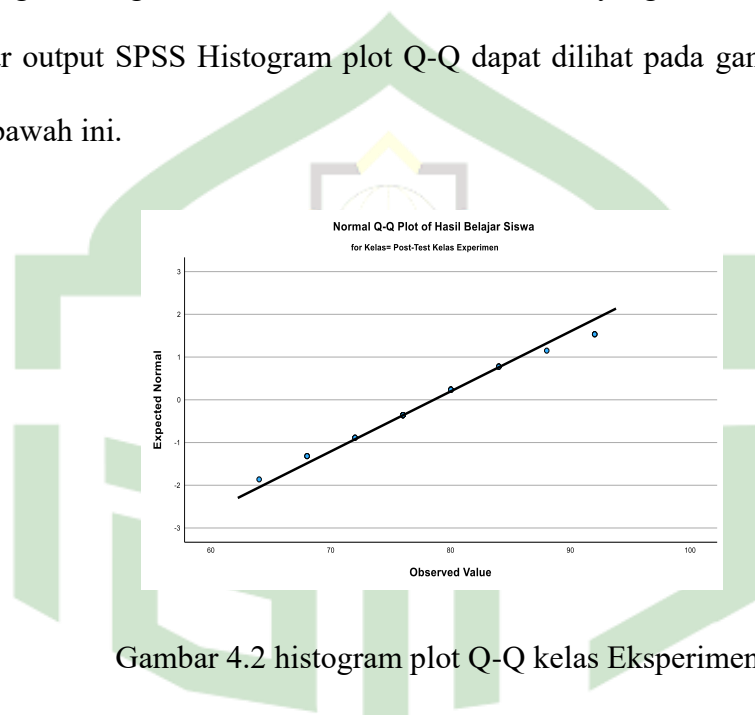 output SPSS Histogram plot Q-Q dapat dilihat pada
bawah ini.
Normal Q-Q Plot of Hasil Belajar Siswa
for Kelas= Post-Test Kelas Experimen
Expected Normal
3
2
1
0
-1
-2
-3
60 70 80 90 100
Observed Value
Gambar 4.2 histogram plot Q-Q kelas Eksperimen